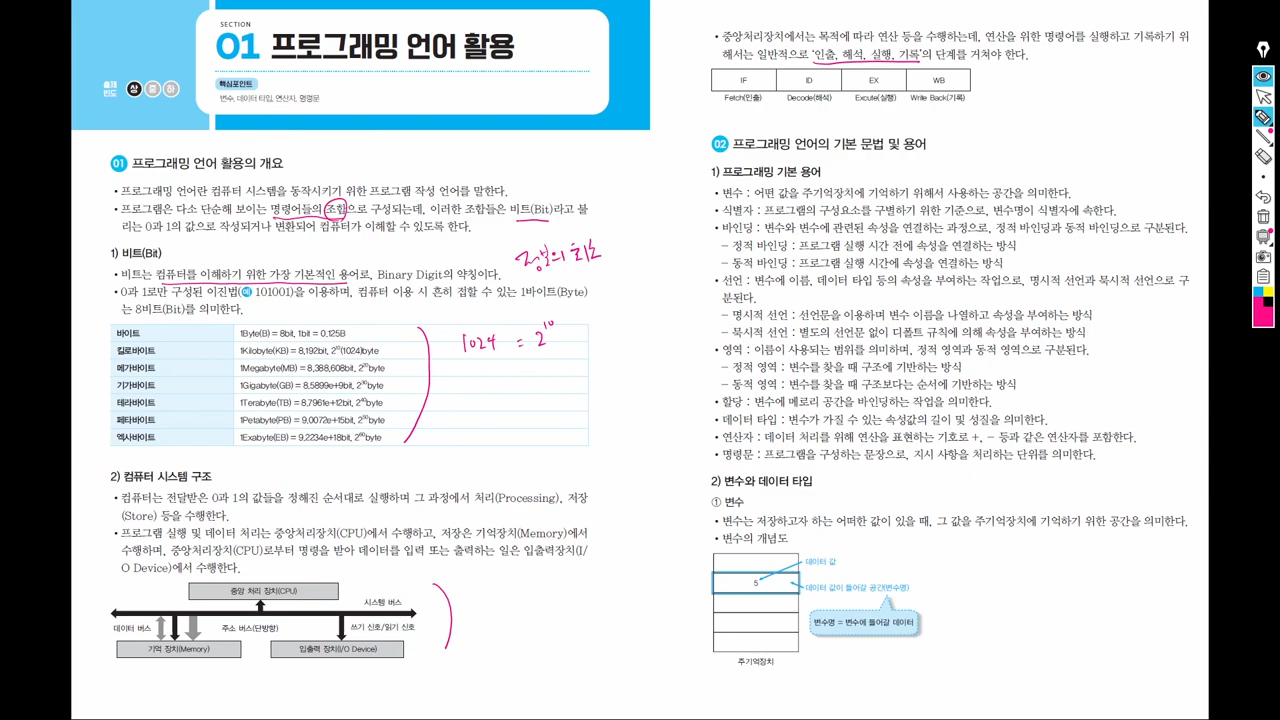 SECTION
01 프로그래밍 언어 활용
출제빈도 상 중 하
핵심포인트
변수, 데이터 타입, 연산자, 명령문
01 프로그래밍 언어 활용의 개요
• 프로그래밍 언어란 컴퓨터 시스템을 동작시키기 위한 프로그램 작성 언어를 말한다.
• 프로그램은 다소 단순해 보이는 명령어들의 조합으로 구성되는데, 이러한 조합들은 비트(Bit)라고 불
리는 0과 1의 값으로 작성되거나 변환되어 컴퓨터가 이해할 수 있도록 한다.
1) 비트(Bit)
정보의 최소
• 비트는 컴퓨터를 이해하기 위한 가장 기본적인 용어로, Binary Digit의 약칭이다.
• 0과 1로만 구성된 이진법(예 101001)을 이용하며, 컴퓨터 이용 시 흔히 접할 수 있는 1바이트(Byte)
는 8비트(Bit)를 의미한다.
바이트 1Byte(B) = 8bit, 1bit = 0.125B
킬로바이트 1Kilobyte(KB) = 8,192bit, 2¹⁰(1024)byte
1024 = 2¹⁰
메가바이트 1Megabyte(MB) = 8,388,608bit, 2²⁰byte
기가바이트 1Gigabyte(GB) = 8,5899e+9bit, 2³⁰byte
테라바이트 1Terabyte(TB) = 8,7961e+12bit, 2⁴⁰byte
페타바이트 1Petabyte(PB) = 9,0072e+15bit, 2⁵⁰byte
엑사바이트 1Exabyte(EB) = 9,2234e+18bit, 2⁶⁰byte
2) 컴퓨터 시스템 구조
• 컴퓨터는 전달받은 0과 1의 값들을 정해진 순서대로 실행하며 그 과정에서 처리(Processing), 저장
(Store) 등을 수행한다.
• 프로그램 실행 및 데이터 처리는 중앙처리장치(CPU)에서 수행하고, 저장은 기억장치(Memory)에서
수행하며, 중앙처리장치(CPU)로부터 명령을 받아 데이터를 입력 또는 출력하는 일은 입출력장치(I/
O Device)에서 수행한다.
중앙 처리 장치(CPU)
시스템 버스
데이터 버스 주소 버스(단방향) 쓰기 신호/읽기 신호
기억 장치(Memory) 입출력 장치(I/O Device)
• 중앙처리장치에서는 목적에 따라 연산 등을 수행하는데, 연산을 위한 명령어를 실행하고 기록하기 위
해서는 일반적으로 '인출, 해석, 실행, 기록'의 단계를 거쳐야 한다.
IF ID EX WB
Fetch(인출) Decode(해석) Excute(실행) Write Back(기록)
02 프로그래밍 언어의 기본 문법 및 용어
1) 프로그래밍 기본 용어
• 변수 : 어떤 값을 주기억장치에 기억하기 위해서 사용하는 공간을 의미한다.
• 식별자 : 프로그램의 구성요소를 구별하기 위한 기준으로, 변수명이 식별자에 속한다.
• 바인딩 : 변수와 변수에 관련된 속성을 연결하는 과정으로, 정적 바인딩과 동적 바인딩으로 구분된다.
– 정적 바인딩 : 프로그램 실행 시간 전에 속성을 연결하는 방식
– 동적 바인딩 : 프로그램 실행 시간에 속성을 연결하는 방식
• 선언 : 변수에 이름, 데이터 타입 등의 속성을 부여하는 작업으로, 명시적 선언과 묵시적 선언으로 구
분된다.
– 명시적 선언 : 선언문을 이용하여 변수 이름을 나열하고 속성을 부여하는 방식
– 묵시적 선언 : 별도의 선언문 없이 디폴트 규칙에 의해 속성을 부여하는 방식
• 영역 : 이름이 사용되는 범위를 의미하며, 정적 영역과 동적 영역으로 구분된다.
– 정적 영역 : 변수를 찾을 때 구조에 기반하는 방식
– 동적 영역 : 변수를 찾을 때 구조보다는 순서에 기반하는 방식
• 할당 : 변수에 메모리 공간을 바인딩하는 작업을 의미한다.
• 데이터 타입 : 변수가 가질 수 있는 속성값의 길이 및 성질을 의미한다.
• 연산자 : 데이터 처리를 위해 연산을 표현하는 기호로 +, – 등과 같은 연산자를 포함한다.
• 명령문 : 프로그램을 구성하는 문장으로, 지시 사항을 처리하는 단위를 의미한다.
2) 변수와 데이터 타입
① 변수
• 변수는 저장하고자 하는 어떠한 값이 있을 때, 그 값을 주기억장치에 기억하기 위한 공간을 의미한다.
• 변수의 개념도
데이터 값
5 데이터 값이 들어갈 공간(변수명)
변수명 = 변수에 들어갈 데이터
주기억장치